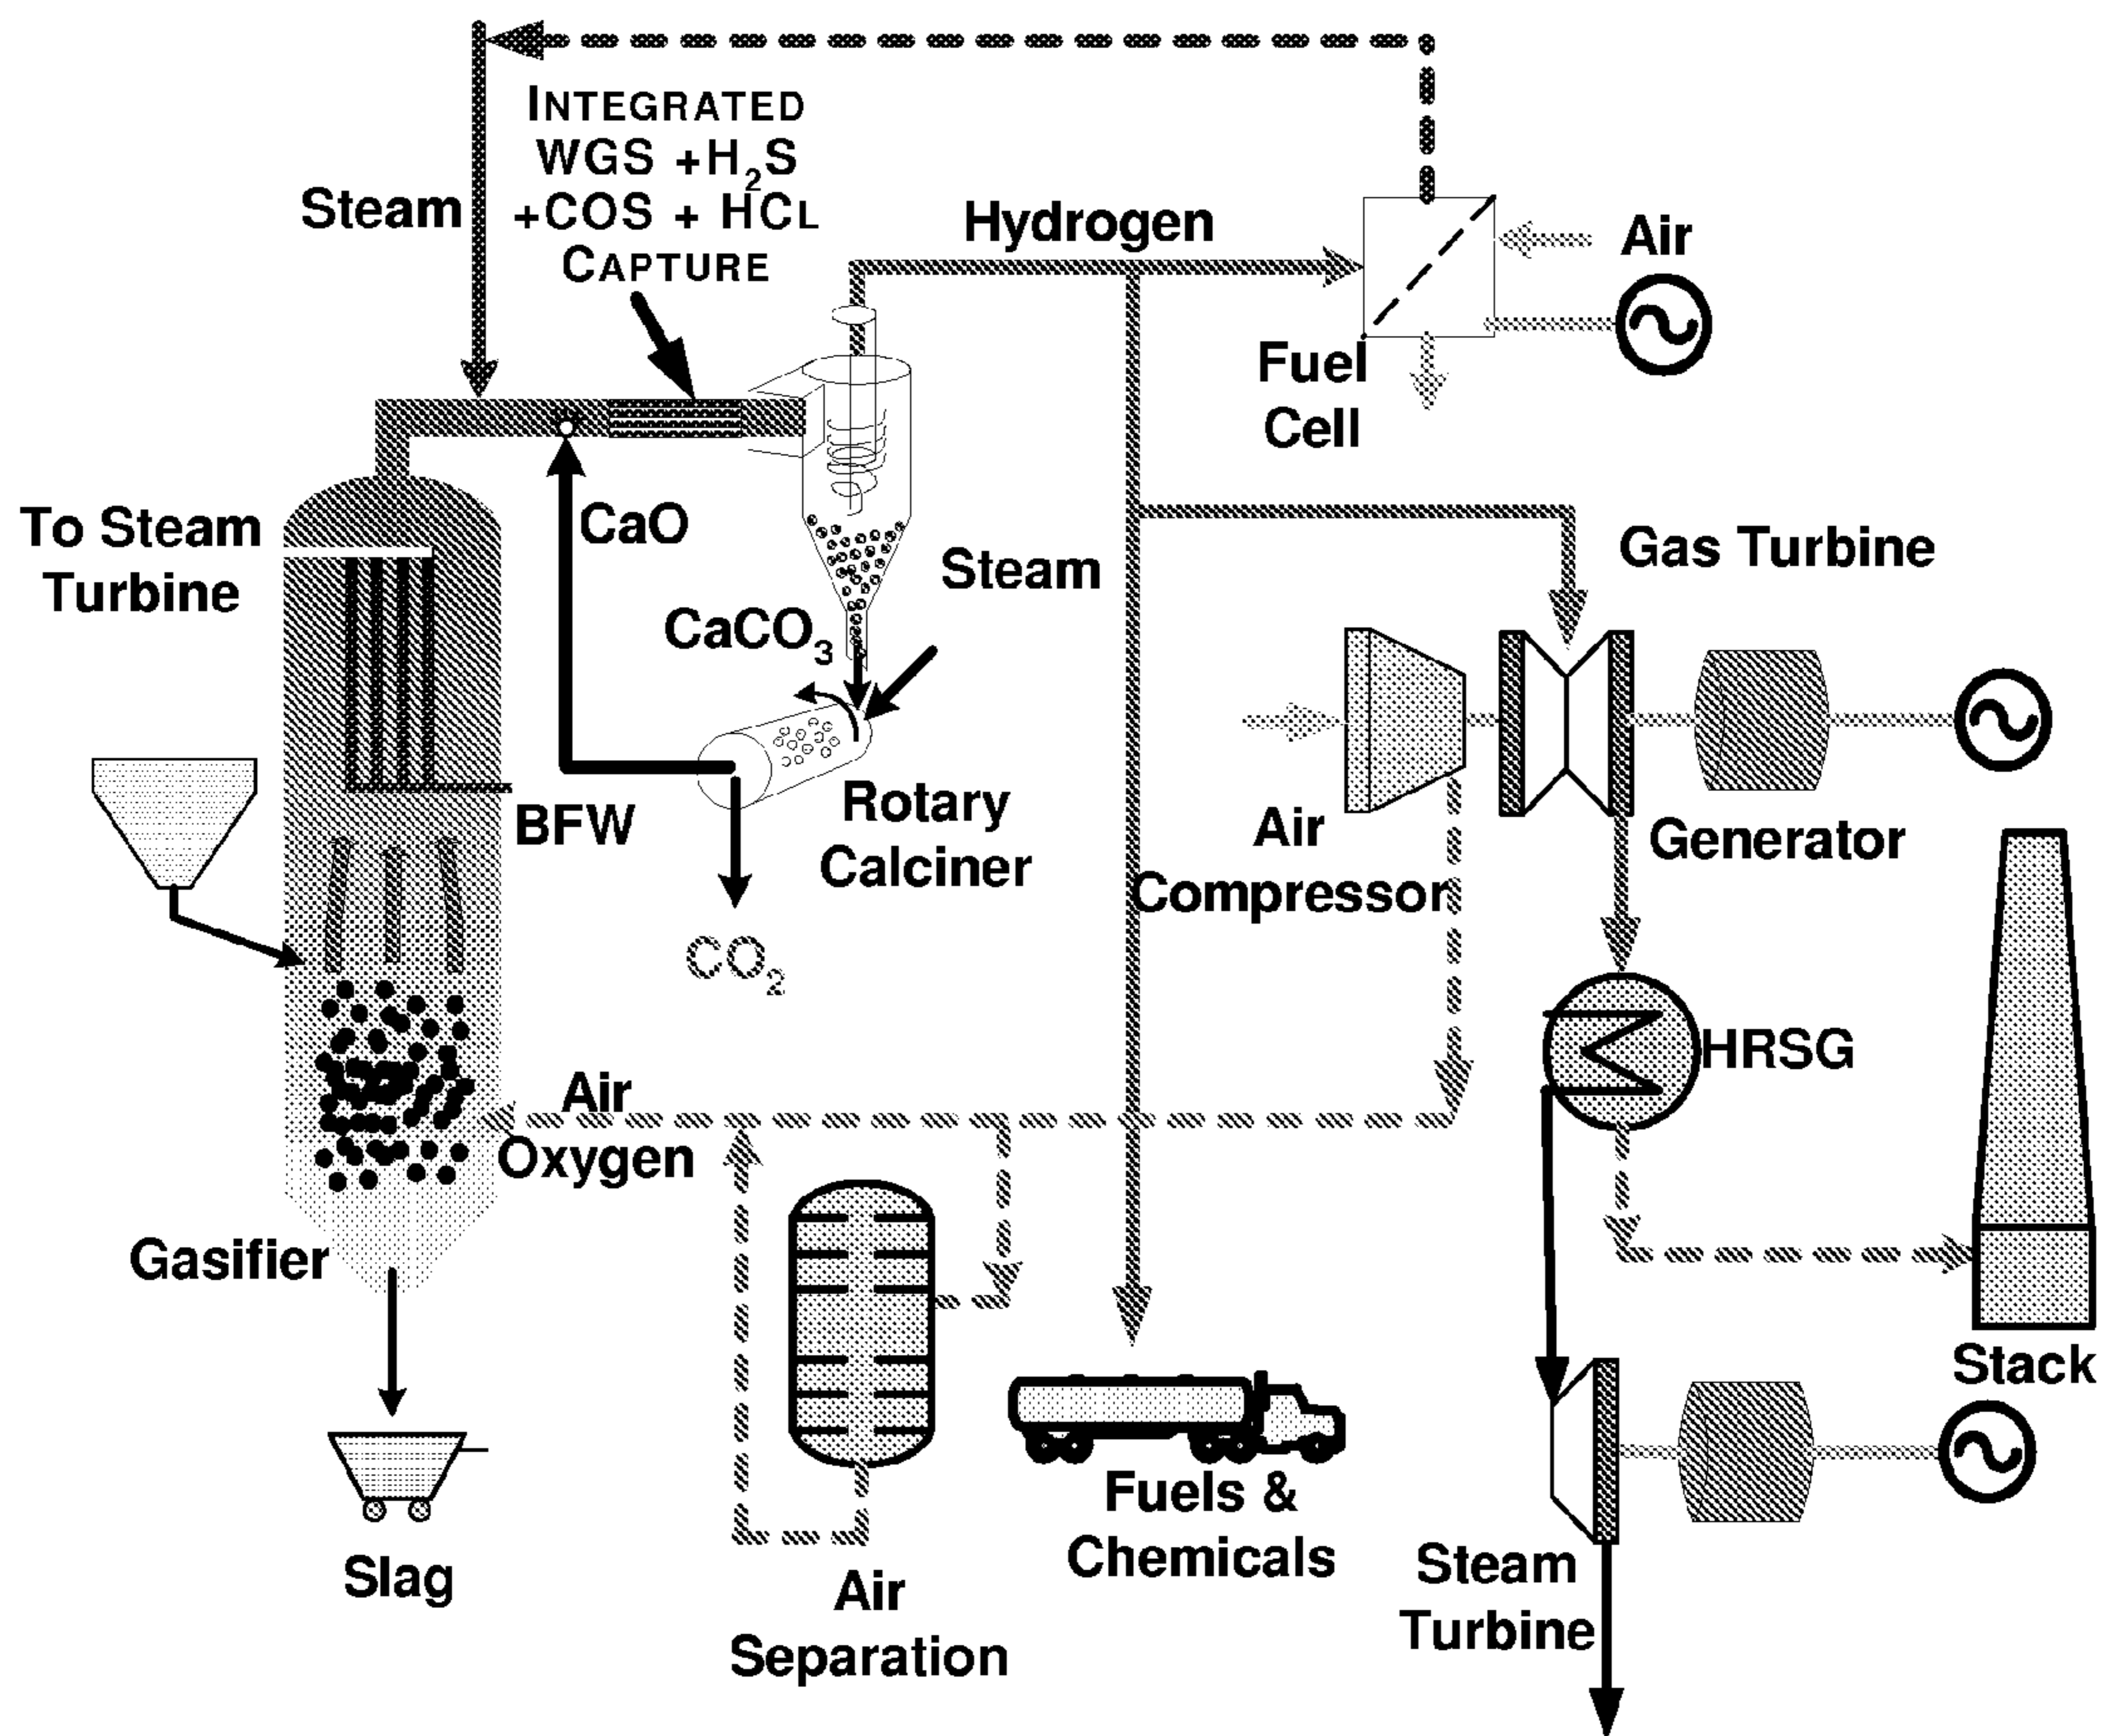 INTEGRATED
WGS +H2S
+COS + HCL
CAPTURE
Steam
Hydrogen
Air
Fuel
Cell
To Steam
Turbine
CaO
Steam
CaCO3
Gas Turbine
BFW
Rotary
Calciner
Air
Compressor
Generator
CO2
HRSG
Air
Oxygen
Gasifier
Stack
Fuels &
Chemicals
Slag
Air
Separation
Steam
Turbine